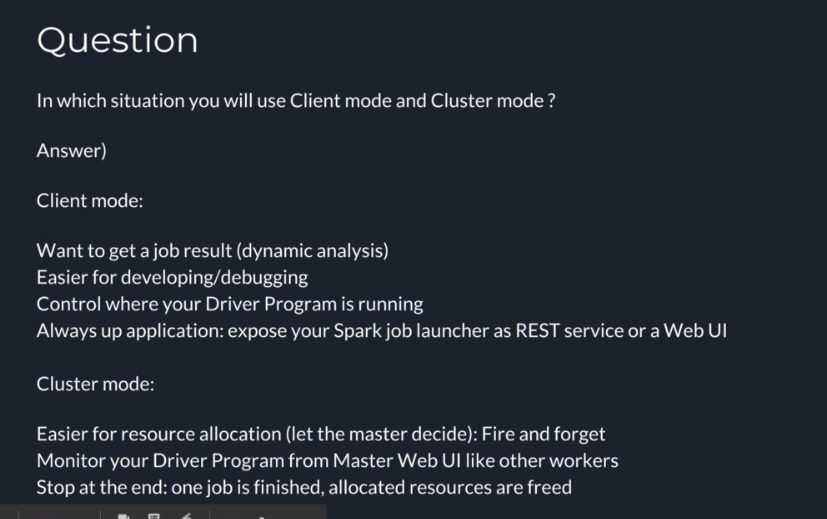 Question
In which situation you will use Client mode and Cluster mode ?
Answer)
Client mode:
Want to get a job result (dynamic analysis)
Easier for developing/debugging
Control where your Driver Program is running
Always up application: expose your Spark job launcher as REST service or a Web UI
Cluster mode:
Easier for resource allocation (let the master decide): Fire and forget
Monitor your Driver Program from Master Web UI like other workers
Stop at the end: one job is finished, allocated resources are freed